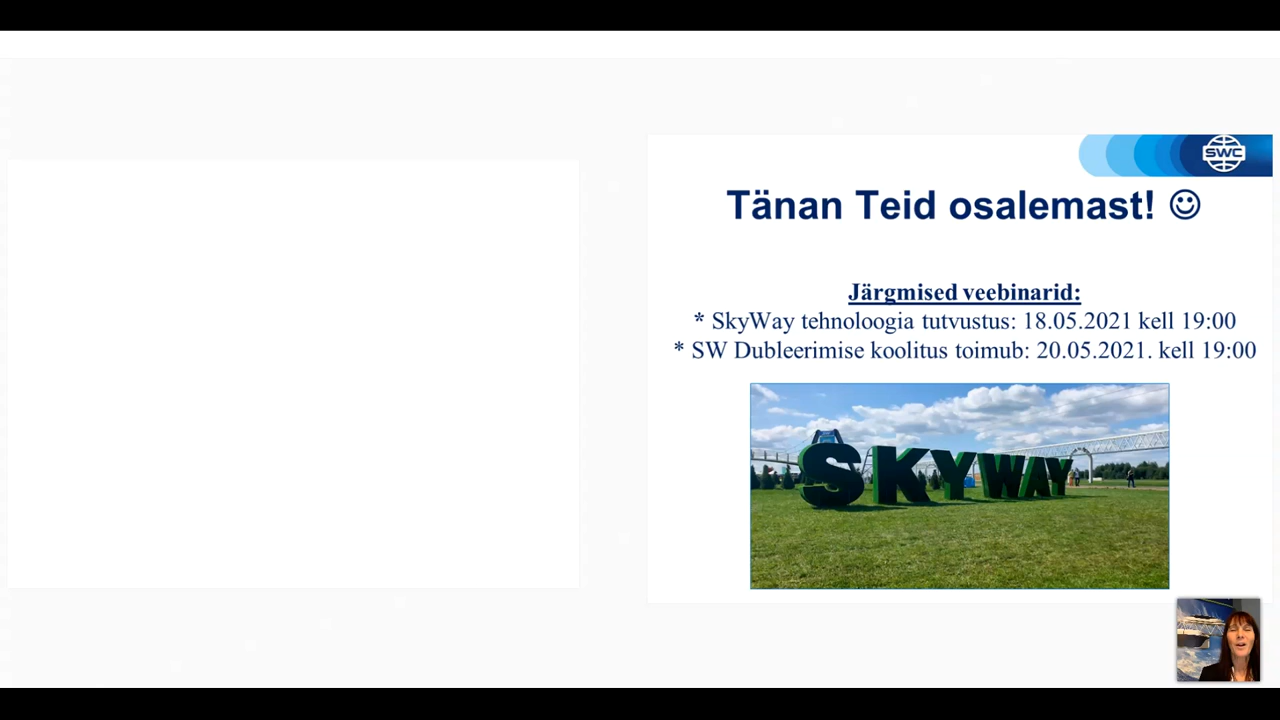 SWC
Tänan Teid osalemast! ☺
Järgmised veebinarid:
* SkyWay tehnoloogia tutvustus: 18.05.2021 kell 19:00
* SW Dubleerimise koolitus toimub: 20.05.2021. kell 19:00
SKYWAY